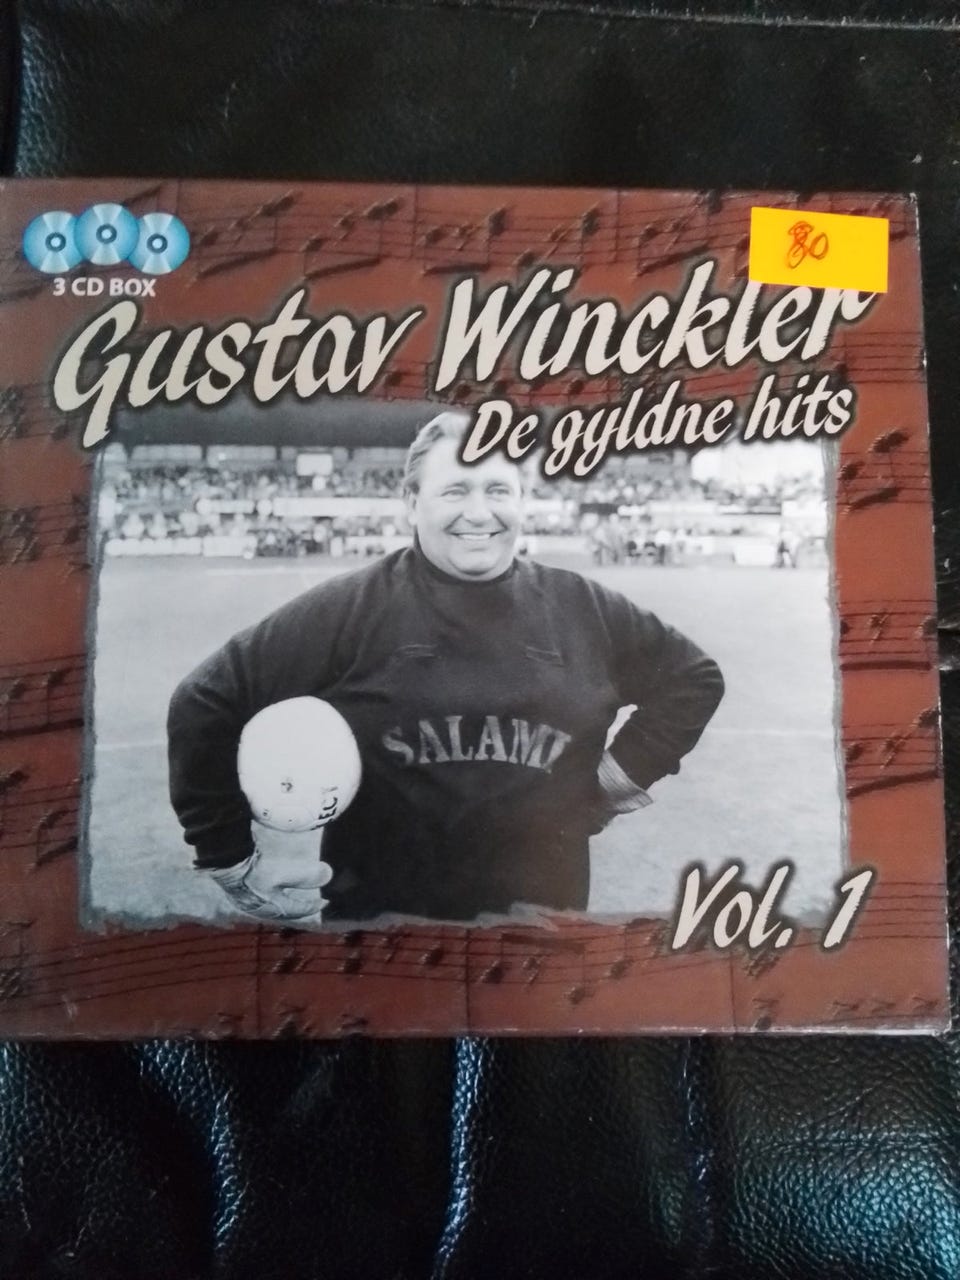 80
3 CD BOX
Gustav Winckler
De gyldne hits
SALAMI
Vol. 1